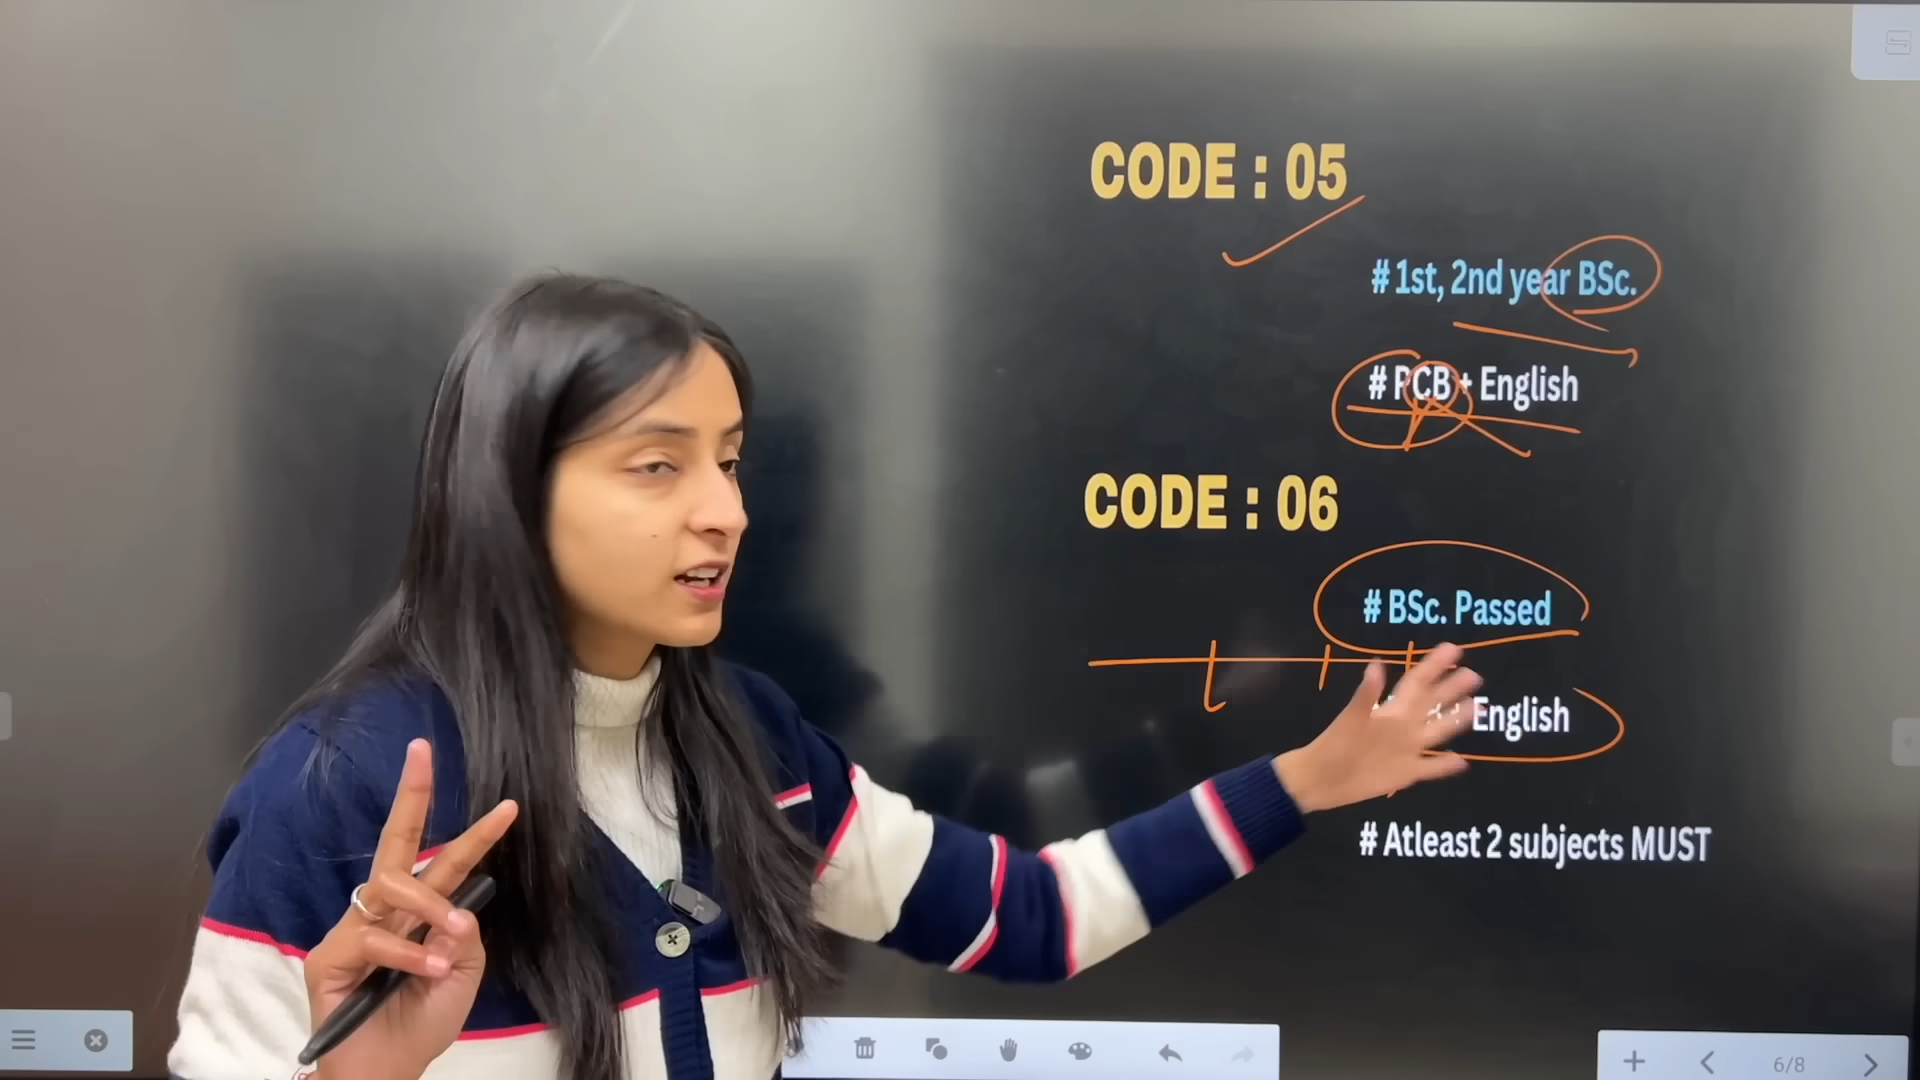 CODE : 05
# 1st, 2nd year BSc.
# PCB + English
CODE : 06
# BSc. Passed
English
# Atleast 2 subjects MUST
6/8